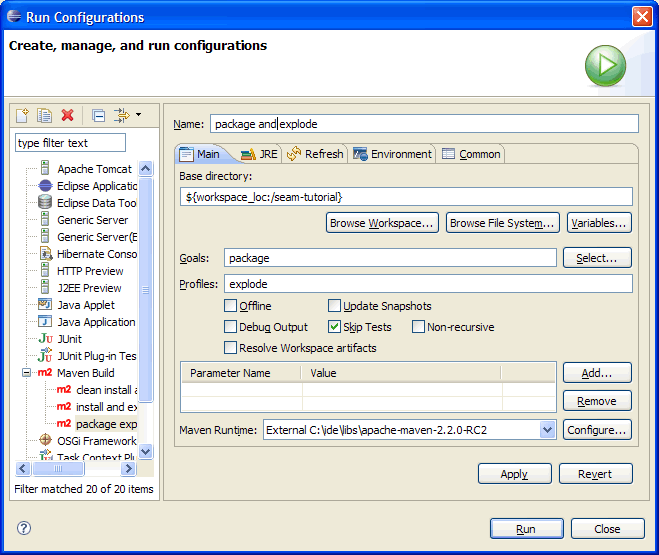 Run Configurations
Create, manage, and run configurations
type filter text
Apache Tomcat
Eclipse Applicatio
Eclipse Data Tool
Generic Server
Generic Server(E
Hibernate Conso
HTTP Preview
J2EE Preview
Java Applet
Java Application
JUnit
JUnit Plug-in Tes
Maven Build
m2 clean install a
m2 install and ex
m2 package exp
OSGi Framework
Task Context Plu
Filter matched 20 of 20 items
Name: package and explode
Main JRE Refresh Environment Common
Base directory:
${workspace_loc:/seam-tutorial}
Browse Workspace... Browse File System... Variables...
Goals: package Select...
Profiles: explode
Offline Update Snapshots
Debug Output Skip Tests Non-recursive
Resolve Workspace artifacts
Parameter Name Value Add...
Remove
Maven Runtime: External C:\ide\libs\apache-maven-2.2.0-RC2 Configure...
Apply Revert
? Run Close